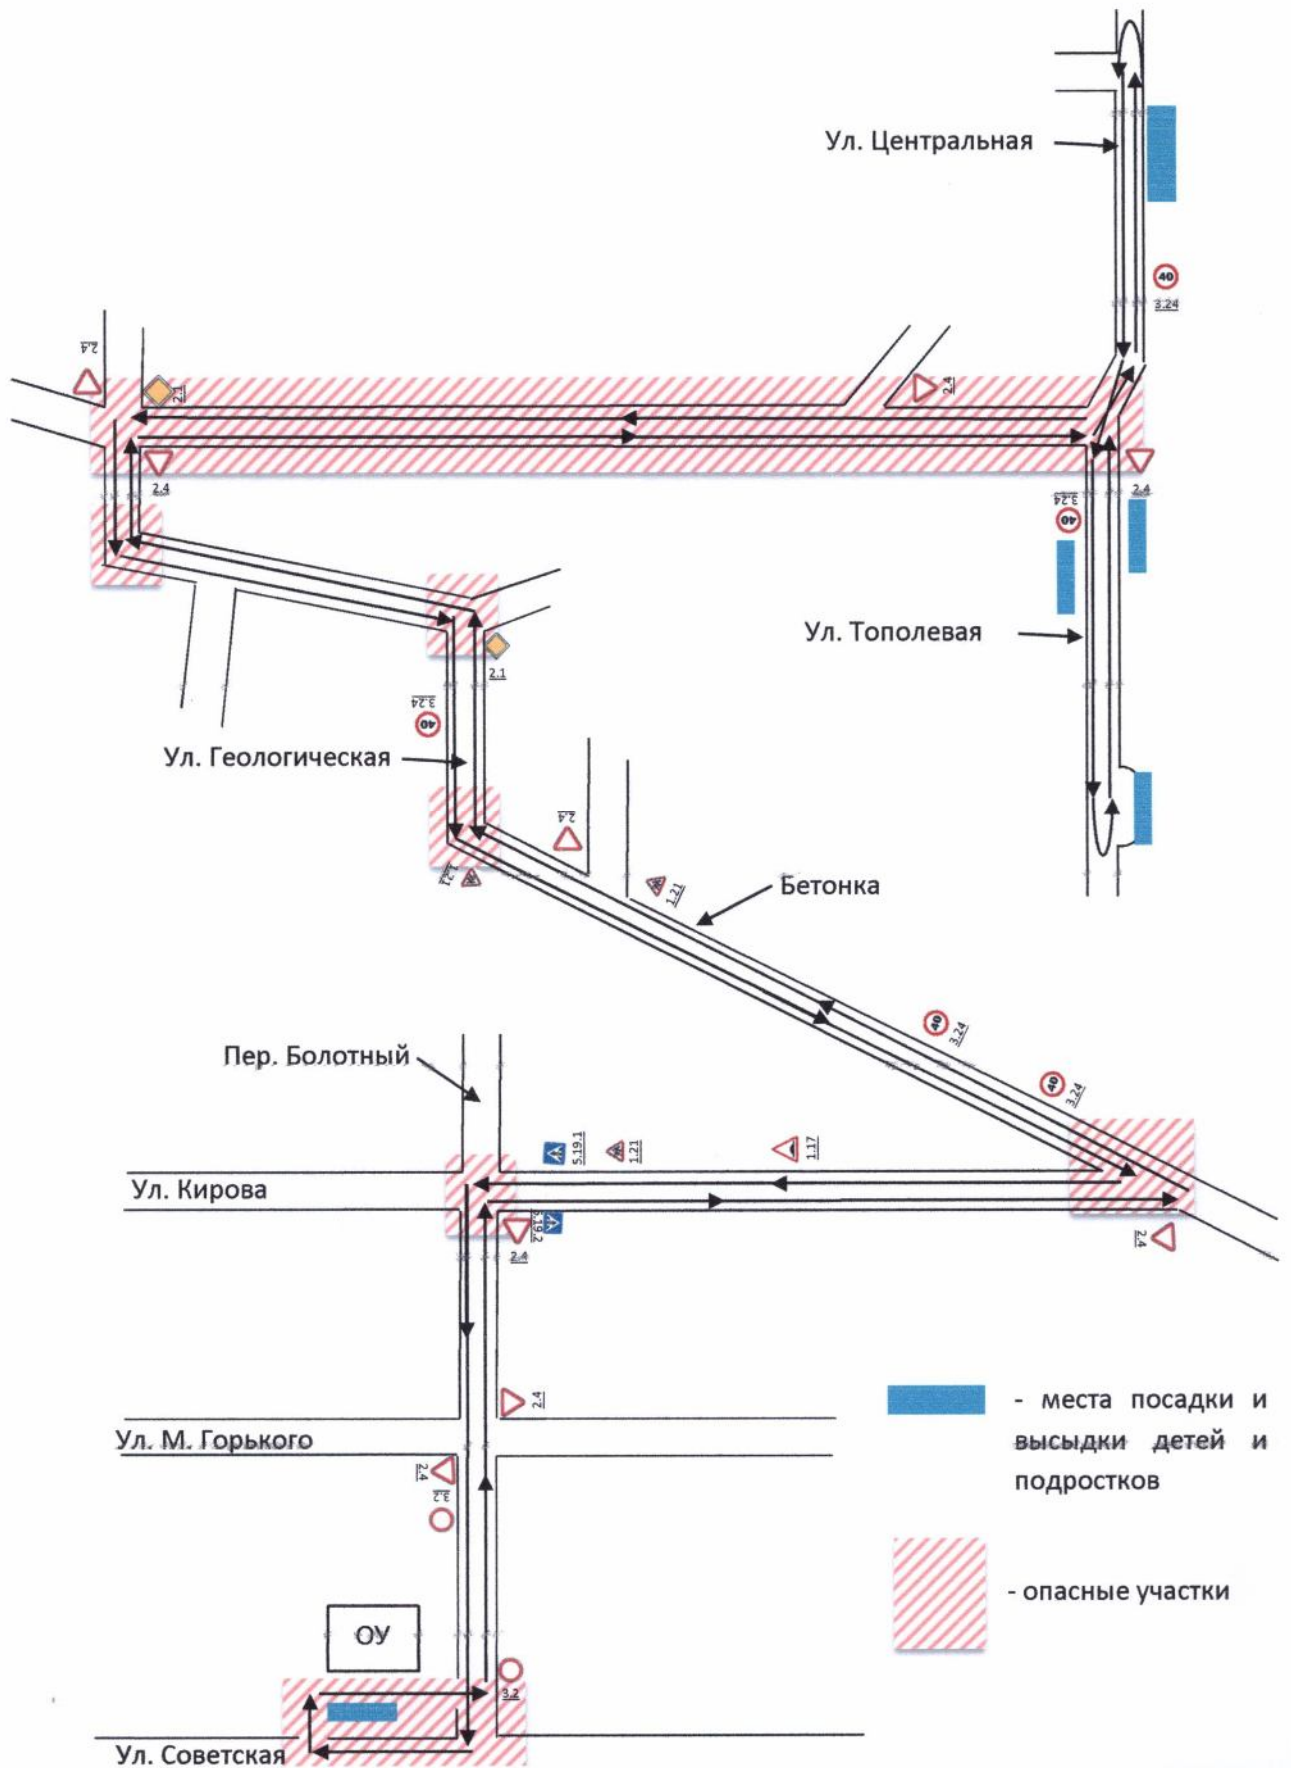 Ул. Центральная
40
3.24
2.4
2.1
2.4
2.4
2.4
3.24
40
Ул. Тополевая
2.1
3.24
40
Ул. Геологическая
2.4
1.21
1.21
Бетонка
40
3.24
Пер. Болотный
40
3.24
5.19.1
1.21
1.17
Ул. Кирова
5.19.2
2.4
2.4
2.4
- места посадки и
высыдки детей и
подростков
Ул. М. Горького
2.4
3.2
- опасные участки
ОУ
3.2
Ул. Советская